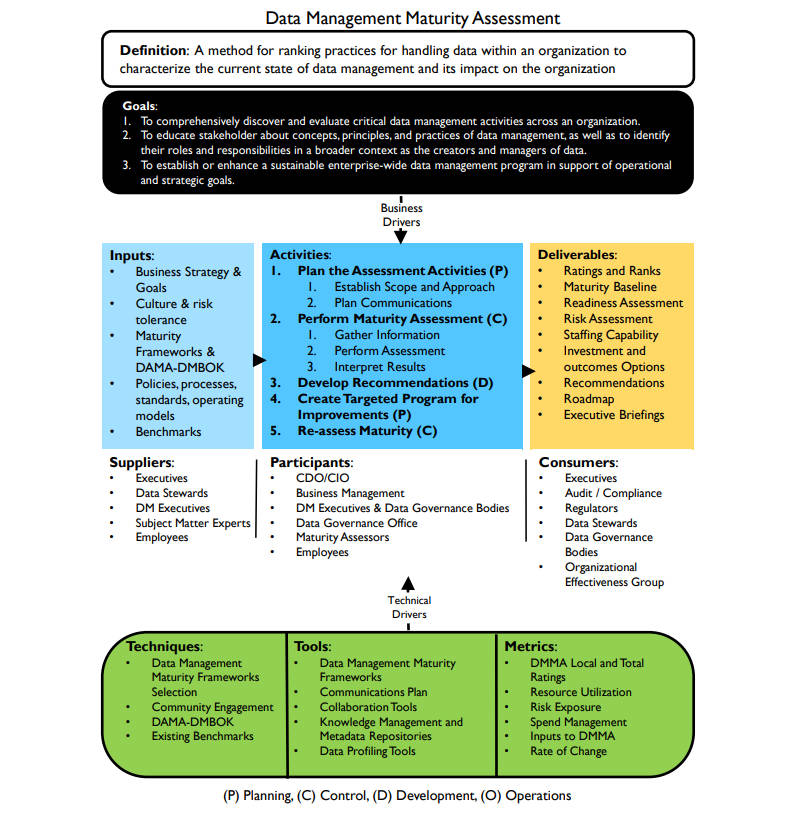 Data Management Maturity Assessment
Definition: A method for ranking practices for handling data within an organization to
characterize the current state of data management and its impact on the organization
Goals:
1. To comprehensively discover and evaluate critical data management activities across an organization.
2. To educate stakeholder about concepts, principles, and practices of data management, as well as to identify
their roles and responsibilities in a broader context as the creators and managers of data.
3. To establish or enhance a sustainable enterprise-wide data management program in support of operational
and strategic goals.
Business
Drivers
Inputs:
• Business Strategy &
Goals
• Culture & risk
tolerance
• Maturity
Frameworks &
DAMA-DMBOK
• Policies, processes,
standards, operating
models
• Benchmarks
Activities:
1. Plan the Assessment Activities (P)
1. Establish Scope and Approach
2. Plan Communications
2. Perform Maturity Assessment (C)
1. Gather Information
2. Perform Assessment
3. Interpret Results
3. Develop Recommendations (D)
4. Create Targeted Program for
Improvements (P)
5. Re-assess Maturity (C)
Deliverables:
• Ratings and Ranks
• Maturity Baseline
• Readiness Assessment
• Risk Assessment
• Staffing Capability
• Investment and
outcomes Options
• Recommendations
• Roadmap
• Executive Briefings
Suppliers:
• Executives
• Data Stewards
• DM Executives
• Subject Matter Experts
• Employees
Participants:
• CDO/CIO
• Business Management
• DM Executives & Data Governance Bodies
• Data Governance Office
• Maturity Assessors
• Employees
Consumers:
• Executives
• Audit / Compliance
• Regulators
• Data Stewards
• Data Governance
Bodies
• Organizational
Effectiveness Group
Technical
Drivers
Techniques:
• Data Management
Maturity Frameworks
Selection
• Community Engagement
• DAMA-DMBOK
• Existing Benchmarks
Tools:
• Data Management Maturity
Frameworks
• Communications Plan
• Collaboration Tools
• Knowledge Management and
Metadata Repositories
• Data Profiling Tools
Metrics:
• DMMA Local and Total
Ratings
• Resource Utilization
• Risk Exposure
• Spend Management
• Inputs to DMMA
• Rate of Change
(P) Planning, (C) Control, (D) Development, (O) Operations